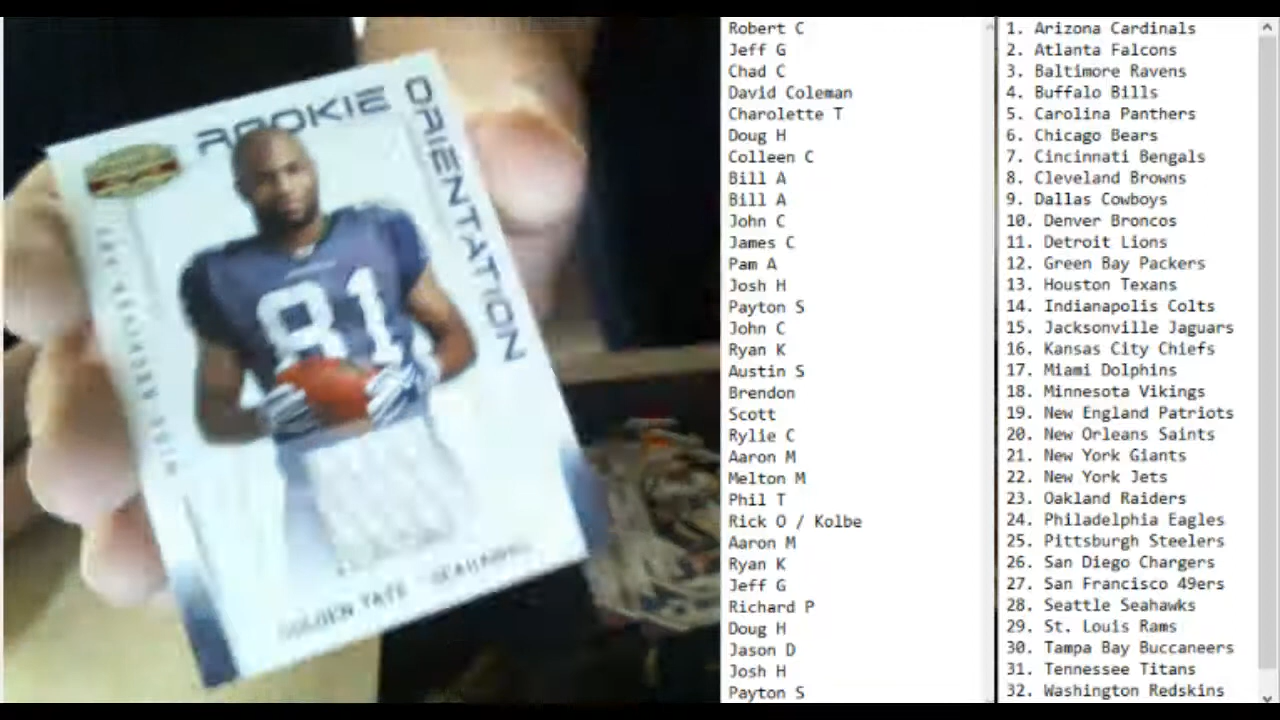 ROOKIE ORIENTATION
81
GOLDEN TATE SEAHAWKS
Robert C
Jeff G
Chad C
David Coleman
Charolette T
Doug H
Colleen C
Bill A
Bill A
John C
James C
Pam A
Josh H
Payton S
John C
Ryan K
Austin S
Brendon
Scott
Rylie C
Aaron M
Melton M
Phil T
Rick O / Kolbe
Aaron M
Ryan K
Jeff G
Richard P
Doug H
Jason D
Josh H
Payton S
1. Arizona Cardinals
2. Atlanta Falcons
3. Baltimore Ravens
4. Buffalo Bills
5. Carolina Panthers
6. Chicago Bears
7. Cincinnati Bengals
8. Cleveland Browns
9. Dallas Cowboys
10. Denver Broncos
11. Detroit Lions
12. Green Bay Packers
13. Houston Texans
14. Indianapolis Colts
15. Jacksonville Jaguars
16. Kansas City Chiefs
17. Miami Dolphins
18. Minnesota Vikings
19. New England Patriots
20. New Orleans Saints
21. New York Giants
22. New York Jets
23. Oakland Raiders
24. Philadelphia Eagles
25. Pittsburgh Steelers
26. San Diego Chargers
27. San Francisco 49ers
28. Seattle Seahawks
29. St. Louis Rams
30. Tampa Bay Buccaneers
31. Tennessee Titans
32. Washington Redskins